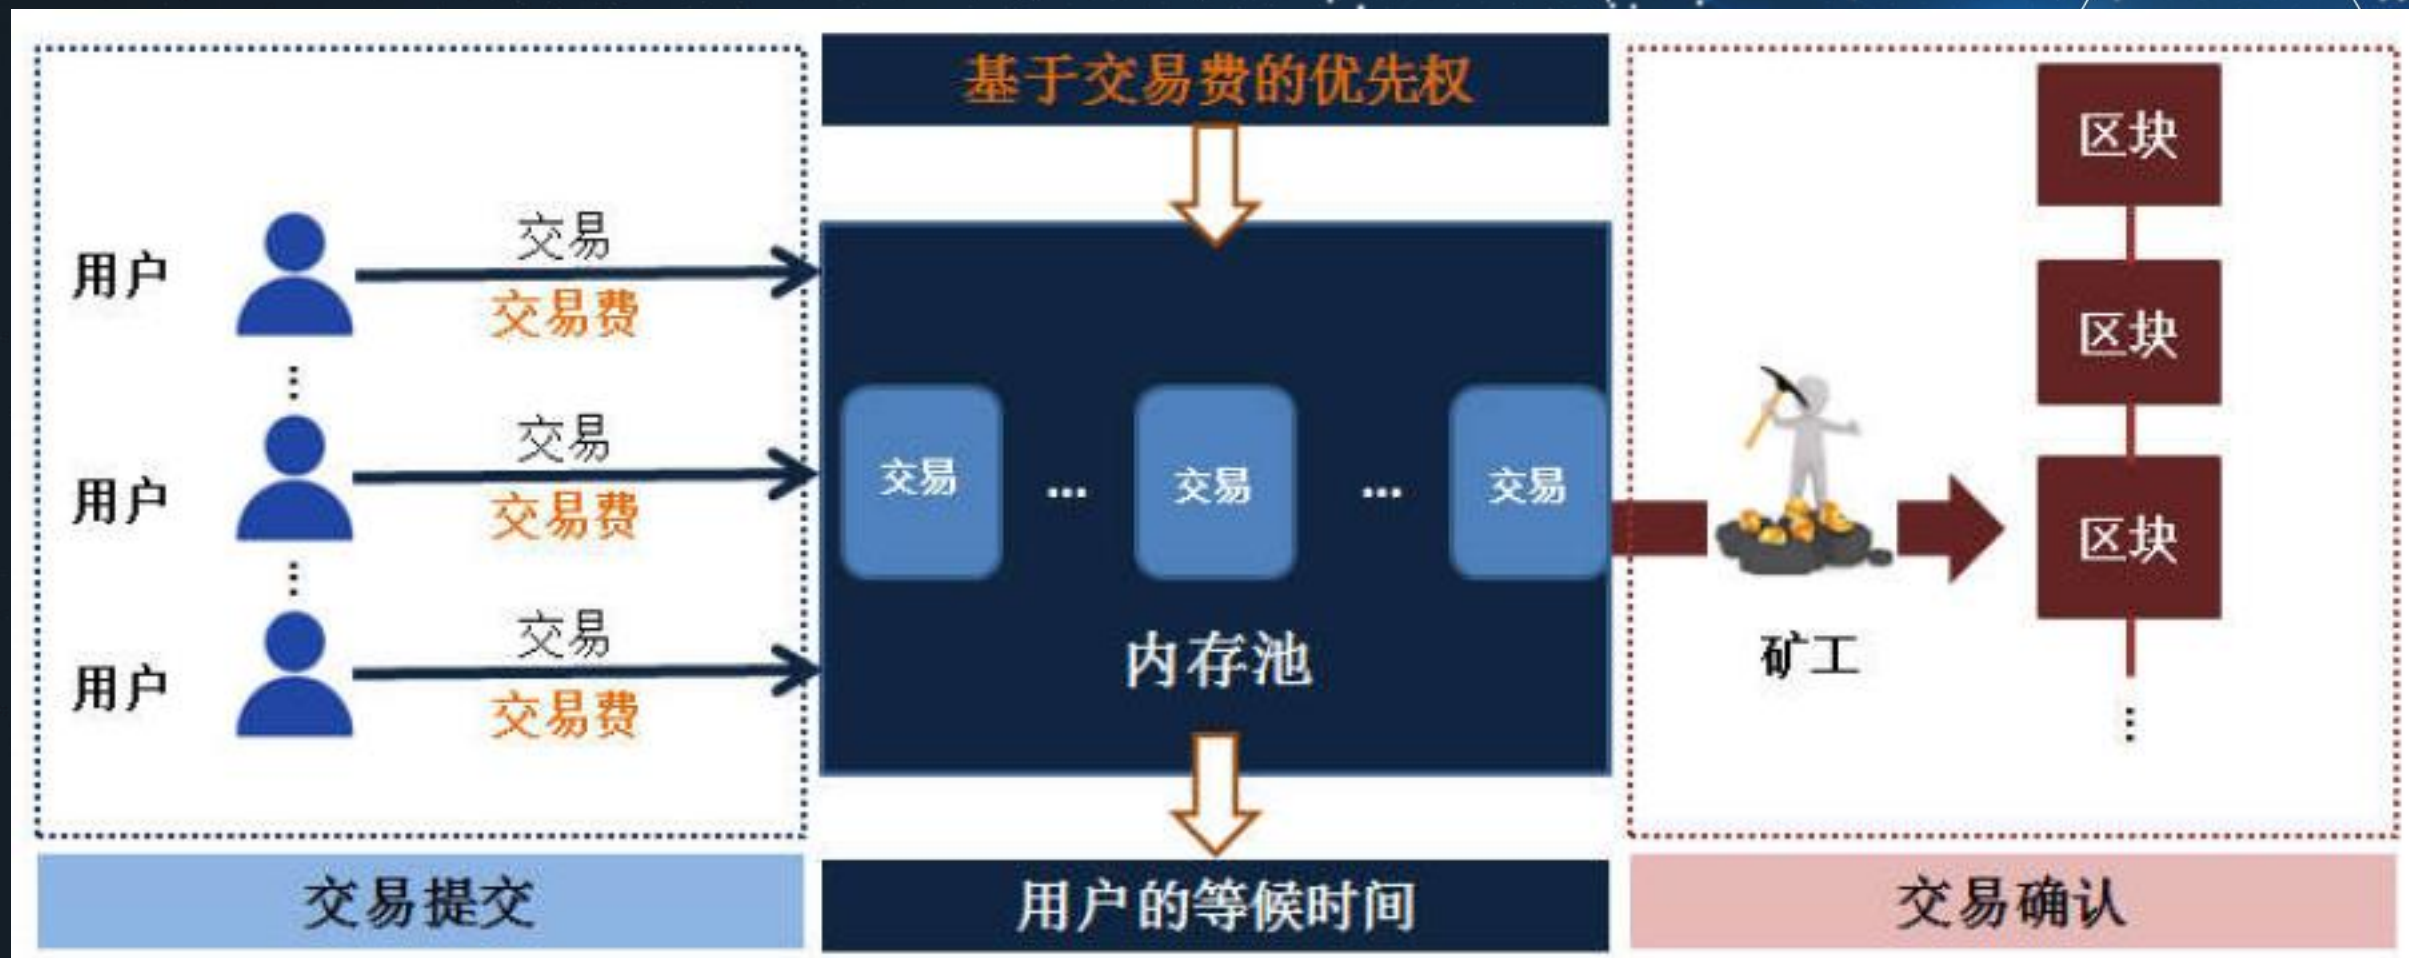 基于交易费的优先权
用户
交易
交易费
...
用户
交易
交易费
...
用户
交易
交易费
交易
...
交易
...
交易
内存池
矿工
区块
区块
区块
...
交易提交
用户的等候时间
交易确认